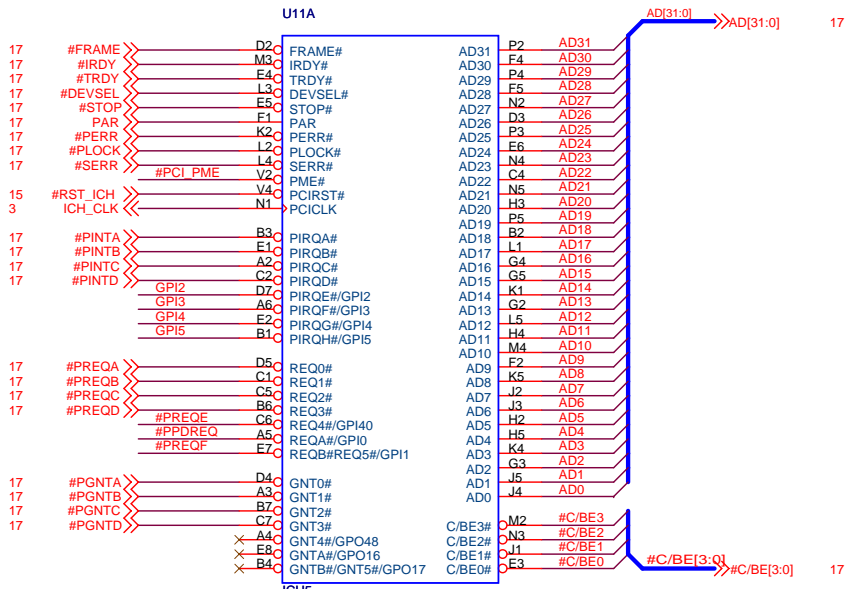 U11A
AD[31:0]
AD[31:0] 17
17 #FRAME D2 FRAME# AD31 P2 AD31
17 #IRDY M3 IRDY# AD30 F4 AD30
17 #TRDY E4 TRDY# AD29 P4 AD29
17 #DEVSEL L3 DEVSEL# AD28 F5 AD28
17 #STOP E5 STOP# AD27 N2 AD27
17 PAR F1 PAR AD26 D3 AD26
17 #PERR K2 PERR# AD25 P3 AD25
17 #PLOCK L2 PLOCK# AD24 E6 AD24
17 #SERR L4 SERR# AD23 N4 AD23
#PCI_PME V2 PME# AD22 C4 AD22
15 #RST_ICH V4 PCIRST# AD21 N5 AD21
3 ICH_CLK N1 PCICLK AD20 H3 AD20
AD19 P5 AD19
17 #PINTA B3 PIRQA# AD18 B2 AD18
17 #PINTB E1 PIRQB# AD17 L1 AD17
17 #PINTC A2 PIRQC# AD16 G4 AD16
17 #PINTD C2 PIRQD# AD15 G5 AD15
GPI2 D7 PIRQE#/GPI2 AD14 K1 AD14
GPI3 A6 PIRQF#/GPI3 AD13 G2 AD13
GPI4 E2 PIRQG#/GPI4 AD12 L5 AD12
GPI5 B1 PIRQH#/GPI5 AD11 H4 AD11
AD10 M4 AD10
17 #PREQA D5 REQ0# AD9 F2 AD9
17 #PREQB C1 REQ1# AD8 K5 AD8
17 #PREQC C5 REQ2# AD7 J2 AD7
17 #PREQD B6 REQ3# AD6 J3 AD6
#PREQE C6 REQ4#/GPI40 AD5 H2 AD5
#PPDREQ A5 REQA#/GPI0 AD4 H5 AD4
#PREQF E7 REQB#REQ5#/GPI1 AD3 K4 AD3
AD2 G3 AD2
17 #PGNTA D4 GNT0# AD1 J5 AD1
17 #PGNTB A3 GNT1# AD0 J4 AD0
17 #PGNTC B7 GNT2#
17 #PGNTD C7 GNT3# C/BE3# M2 #C/BE3
A4 GNT4#/GPO48 C/BE2# N3 #C/BE2
E8 GNTA#/GPO16 C/BE1# J1 #C/BE1
B4 GNTB#/GNT5#/GPO17 C/BE0# E3 #C/BE0
#C/BE[3:0]
#C/BE[3:0] 17